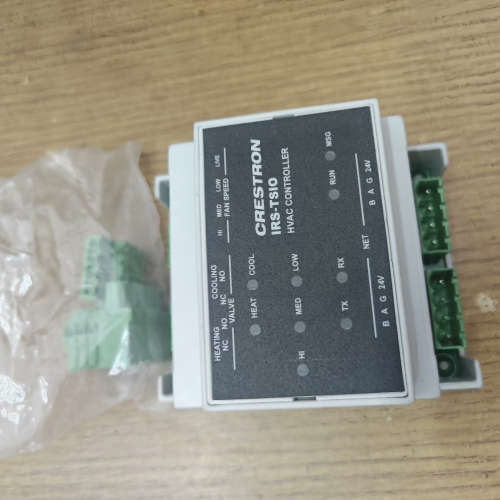 HEATING COOLING
NC NO NC NO
VALVE
HI MED LOW LIVE
FAN SPEED
CRESTRON
IRS-TSIO
HVAC CONTROLLER
HEAT COOL
HI MED LOW
TX RX
RUN MSG
NET
B A G 24V
B A G 24V